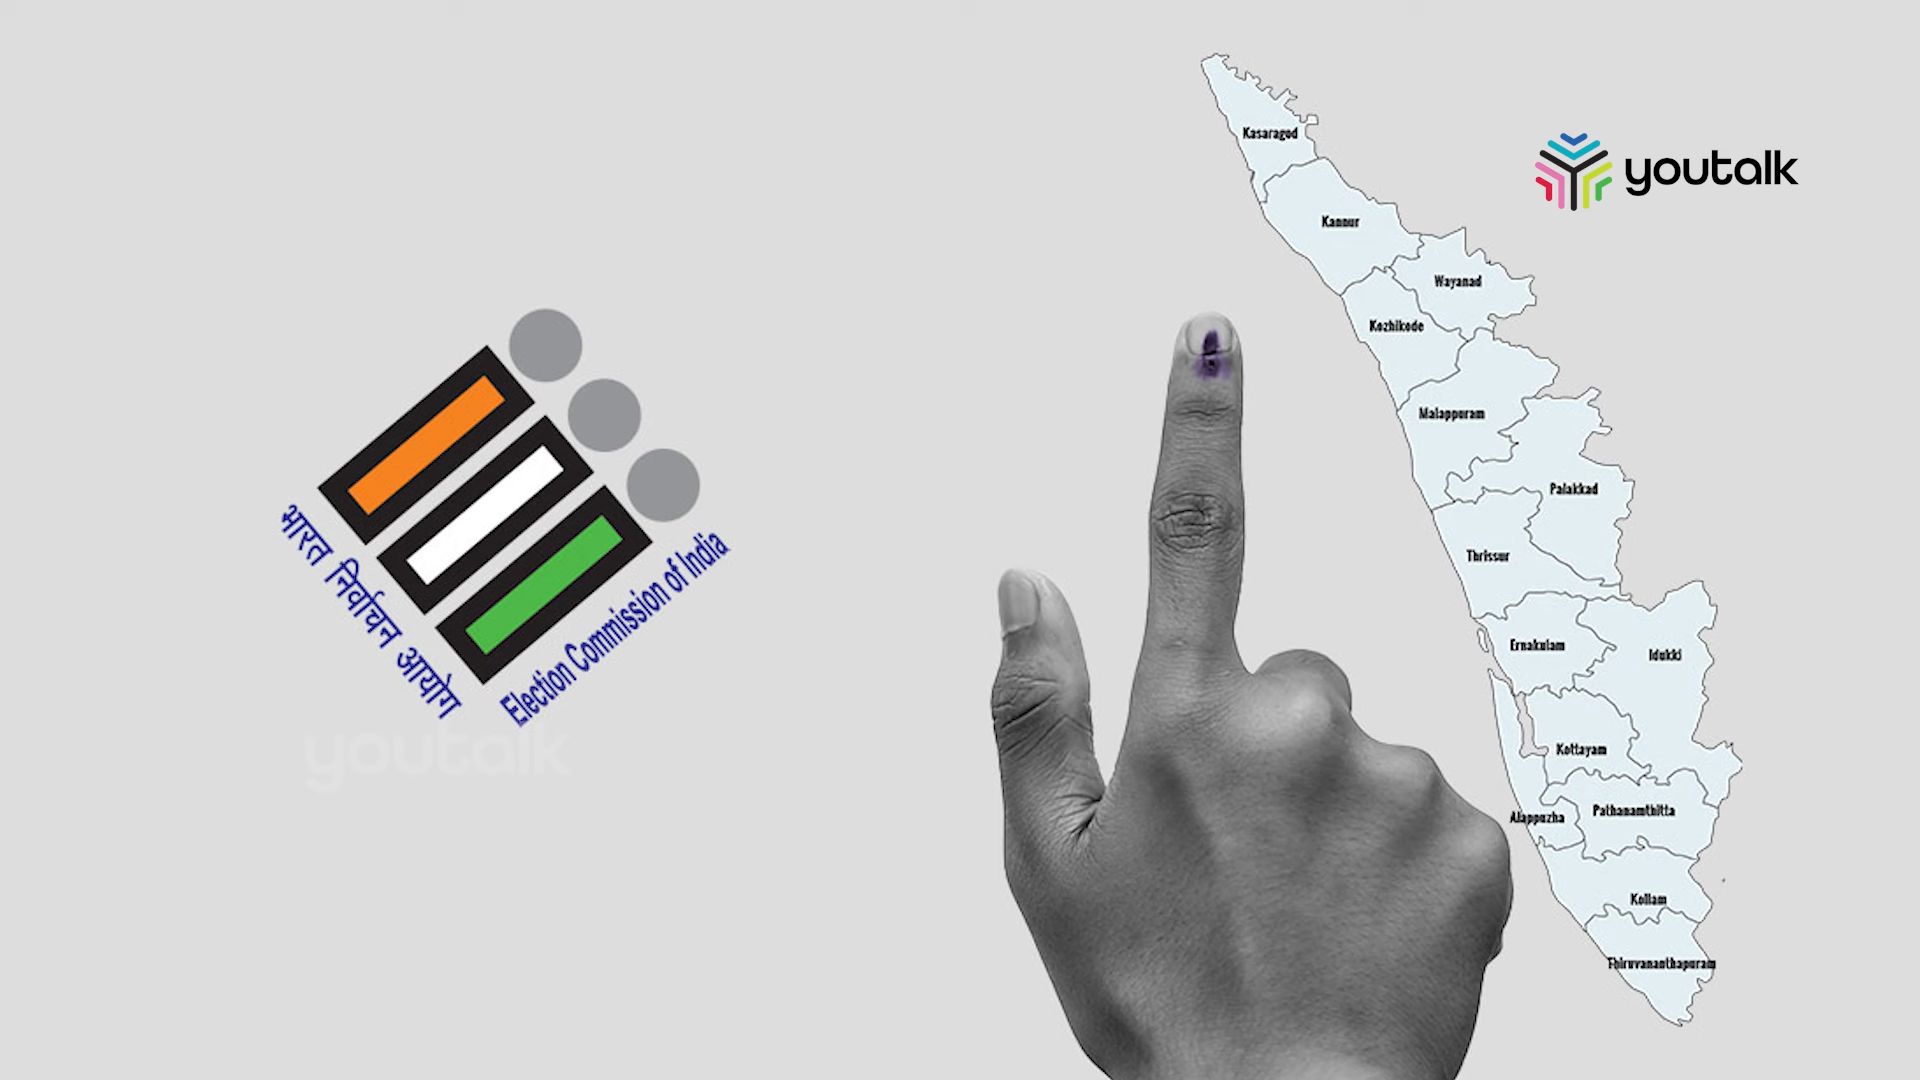 youtalk
Kasaragod
Kannur
Wayanad
Kozhikode
Malappuram
Palakkad
Thrissur
Ernakulam
Idukki
Kottayam
Alappuzha
Pathanamthitta
Kollam
Thiruvananthapuram
भारत निर्वाचन आयोग
Election Commission of India
youtalk